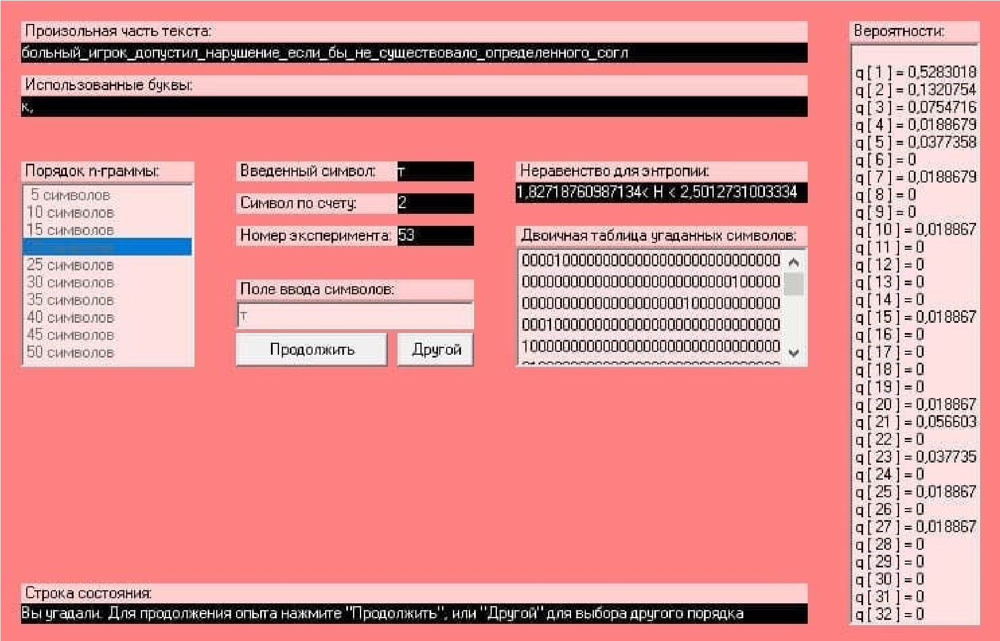 Произольная часть текста:
больный_игрок_допустил_нарушение_если_бы_не_существовало_определенного_согл
Использованные буквы:
к,
Порядок n-граммы:
5 символов
10 символов
15 символов
25 символов
30 символов
35 символов
40 символов
45 символов
50 символов
Введенный символ: т
Символ по счету: 2
Номер эксперимента: 53
Поле ввода символов:
т
Продолжить Другой
Неравенство для энтропии:
1,82718760987134< H < 2,5012731003334
Двоичная таблица угаданных символов:
00001000000000000000000000000000
00000000000000000000000000100000
00000000000000000000100000000000
00010000000000000000000000000000
10000000000000000000000000000000
Строка состояния:
Вы угадали. Для продолжения опыта нажмите "Продолжить", или "Другой" для выбора другого порядка
Вероятности:
q[ 1 ] = 0,5283018
q[ 2 ] = 0,1320754
q[ 3 ] = 0,0754716
q[ 4 ] = 0,0188679
q[ 5 ] = 0,0377358
q[ 6 ] = 0
q[ 7 ] = 0,0188679
q[ 8 ] = 0
q[ 9 ] = 0
q[ 10 ] = 0,018867
q[ 11 ] = 0
q[ 12 ] = 0
q[ 13 ] = 0
q[ 14 ] = 0
q[ 15 ] = 0,018867
q[ 16 ] = 0
q[ 17 ] = 0
q[ 18 ] = 0
q[ 19 ] = 0
q[ 20 ] = 0,018867
q[ 21 ] = 0,056603
q[ 22 ] = 0
q[ 23 ] = 0,037735
q[ 24 ] = 0
q[ 25 ] = 0,018867
q[ 26 ] = 0
q[ 27 ] = 0,018867
q[ 28 ] = 0
q[ 29 ] = 0
q[ 30 ] = 0
q[ 31 ] = 0
q[ 32 ] = 0